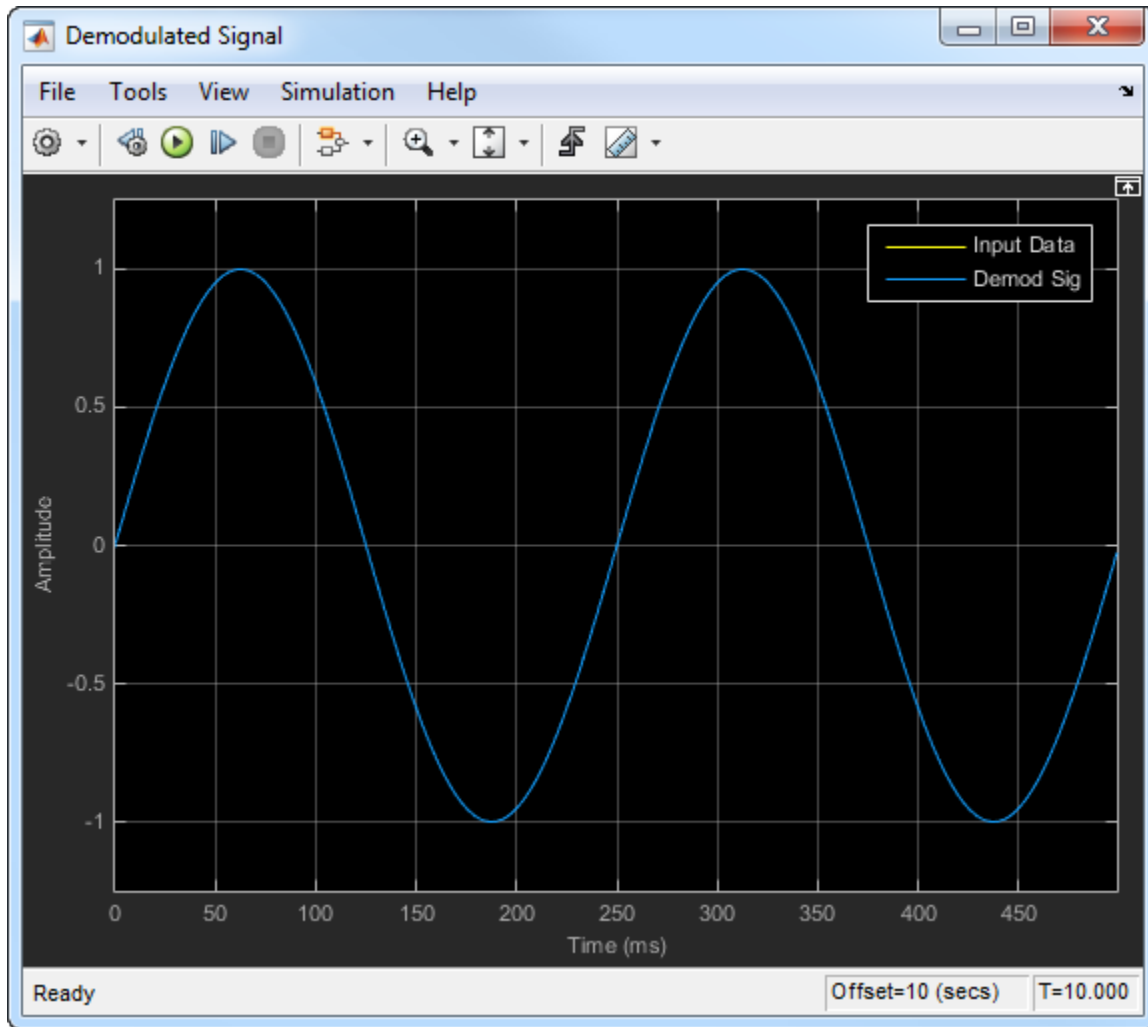 Demodulated Signal
File Tools View Simulation Help
Input Data
Demod Sig
1
0.5
0
-0.5
-1
Amplitude
0 50 100 150 200 250 300 350 400 450
Time (ms)
Ready Offset=10 (secs) T=10.000